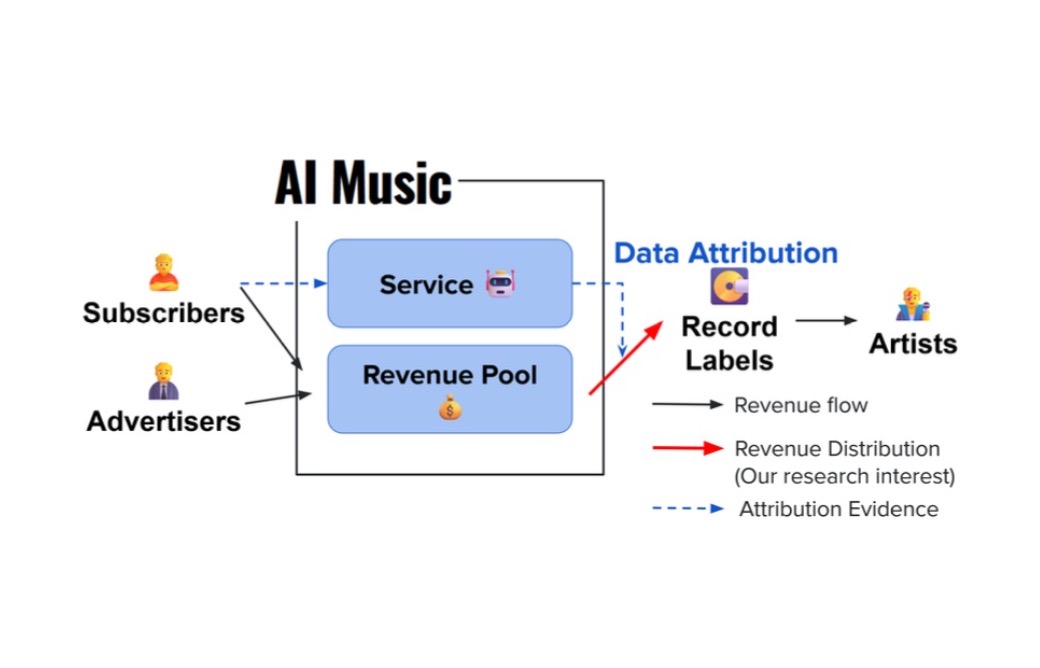 AI Music
Service
Data Attribution
Subscribers
Record
Labels
Artists
Revenue Pool
Advertisers
Revenue flow
Revenue Distribution
(Our research interest)
Attribution Evidence